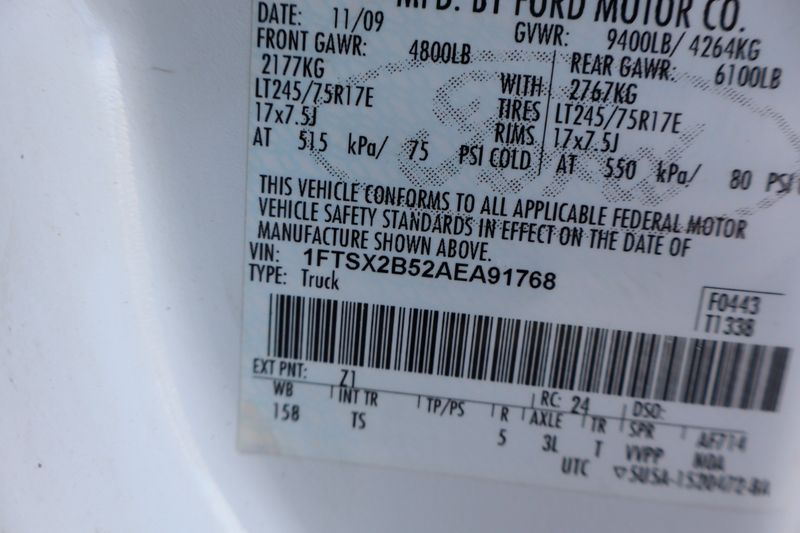 MFD. BY FORD MOTOR CO.
DATE: 11/09 GVWR: 9400LB/ 4264KG
FRONT GAWR: 4800LB REAR GAWR: 6100LB
2177KG WITH 2767KG
LT245/75R17E TIRES LT245/75R17E
17x7.5J RIMS 17x7.5J
AT 515 kPa/ 75 PSI COLD AT 550 kPa/ 80 PSI
THIS VEHICLE CONFORMS TO ALL APPLICABLE FEDERAL MOTOR
VEHICLE SAFETY STANDARDS IN EFFECT ON THE DATE OF
MANUFACTURE SHOWN ABOVE.
VIN: 1FTSX2B52AEA91768
TYPE: Truck
F0443
T1338
EXT PNT: Z1 RC: 24 DSO:
WB INT TR TP/PS R AXLE TR SPR AF714
158 TS 5 3L T VVPP
UTC